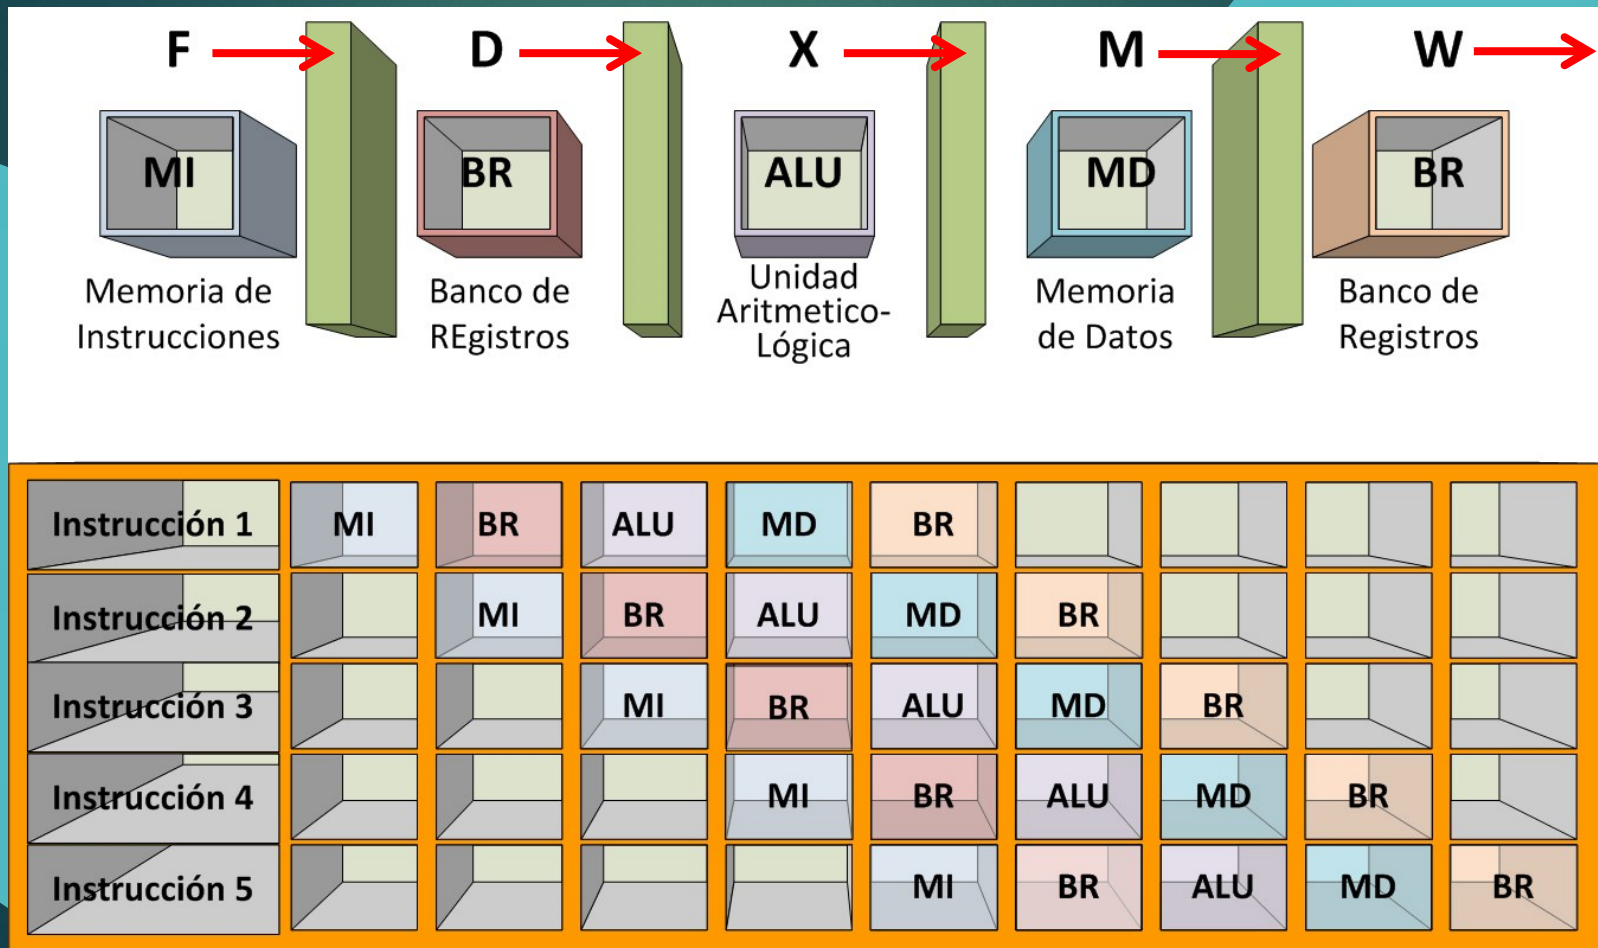 F D X M W
MI BR ALU MD BR
Memoria de
Instrucciones
Banco de
REgistros
Unidad
Aritmetico-
Lógica
Memoria
de Datos
Banco de
Registros
Instrucción 1 MI BR ALU MD BR
Instrucción 2 MI BR ALU MD BR
Instrucción 3 MI BR ALU MD BR
Instrucción 4 MI BR ALU MD BR
Instrucción 5 MI BR ALU MD BR